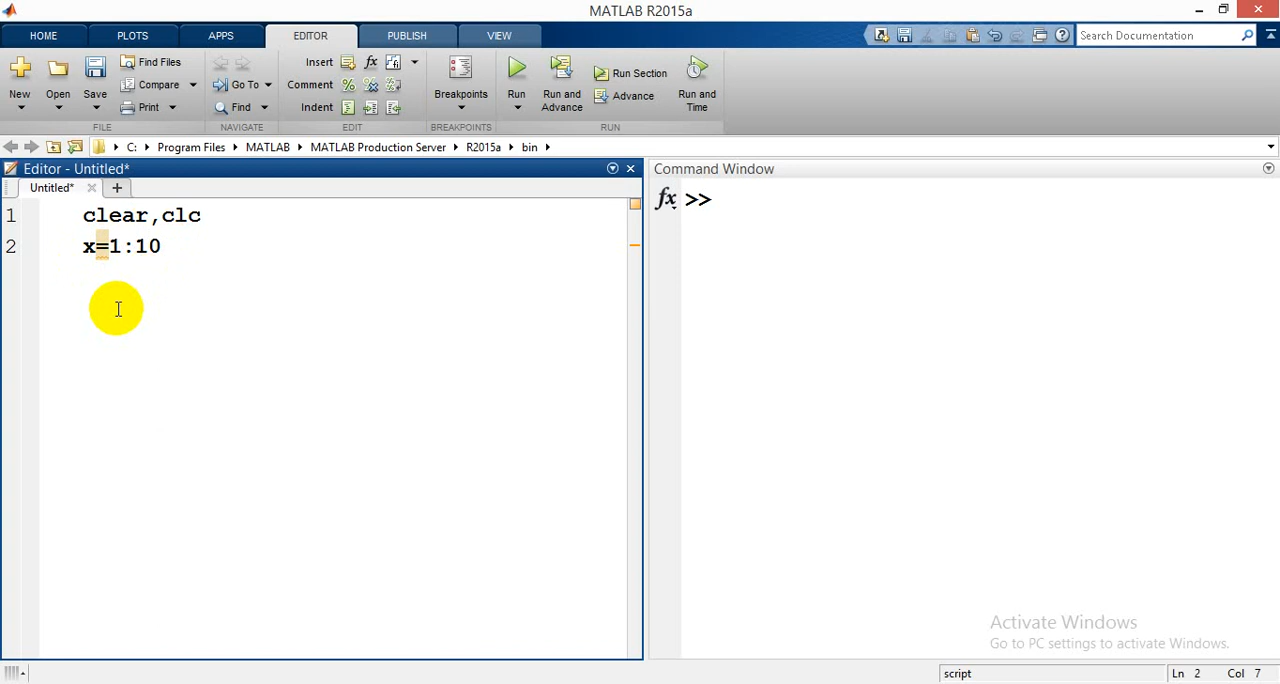 MATLAB R2015a
HOME PLOTS APPS EDITOR PUBLISH VIEW Search Documentation
Find Files Insert fx Run Section
Compare Go To Comment
New Open Save Breakpoints Run Run and Advance Advance Run and Time
Print Find Indent
FILE NAVIGATE EDIT BREAKPOINTS RUN
C: Program Files MATLAB MATLAB Production Server R2015a bin
Editor - Untitled* Command Window
Untitled* +
1 clear,clc
2 x=1:10
fx >>
Activate Windows
Go to PC settings to activate Windows.
script Ln 2 Col 7